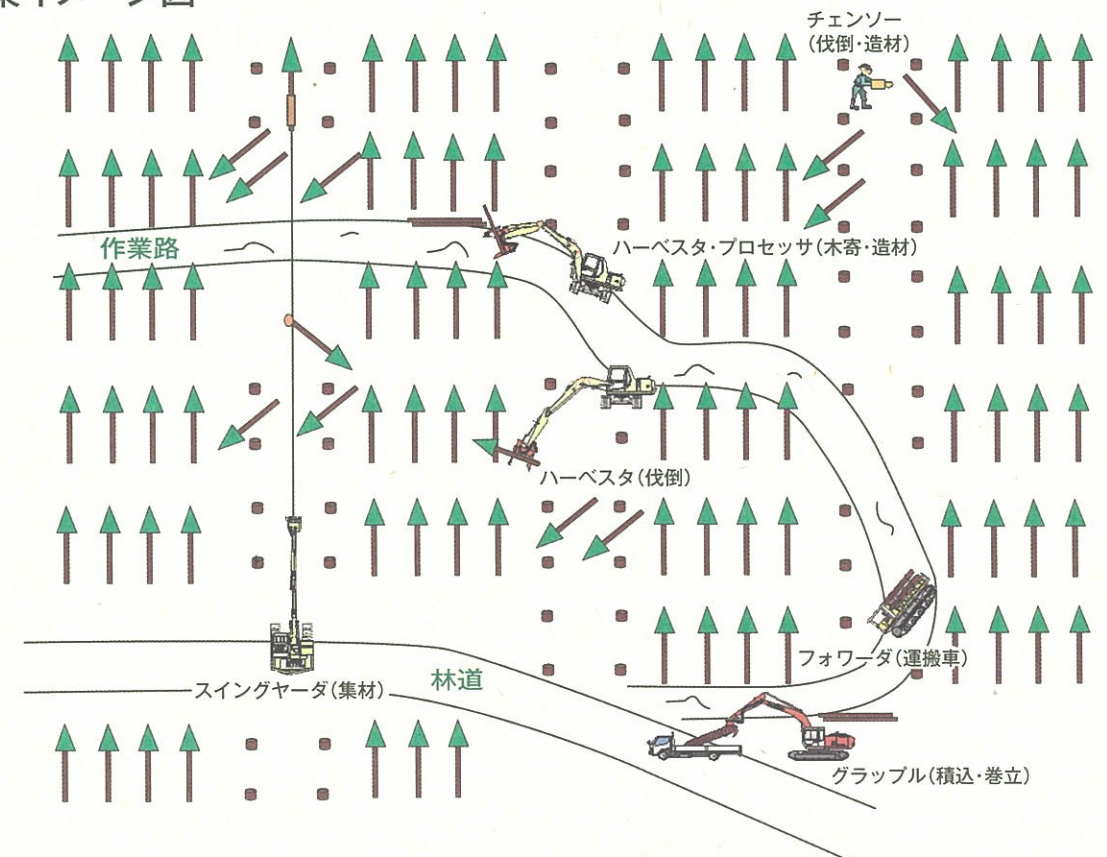 チェンソー
(伐倒・造材)
作業路
ハーベスタ・プロセッサ(木寄・造材)
ハーベスタ(伐倒)
フォワーダ(運搬車)
林道
スイングヤーダ(集材)
グラップル(積込・巻立)